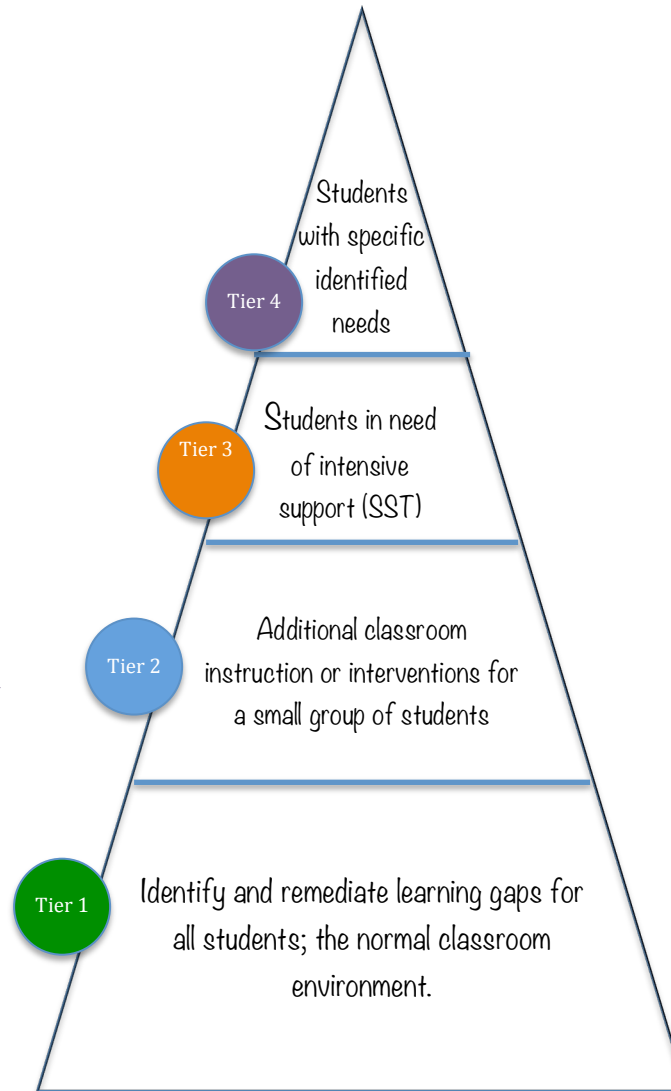 Students
with specific
identified
needs
Tier 4
Students in need
of intensive
support (SST)
Tier 3
Additional classroom
instruction or interventions for
a small group of students
Tier 2
Identify and remediate learning gaps for
all students; the normal classroom
environment.
Tier 1